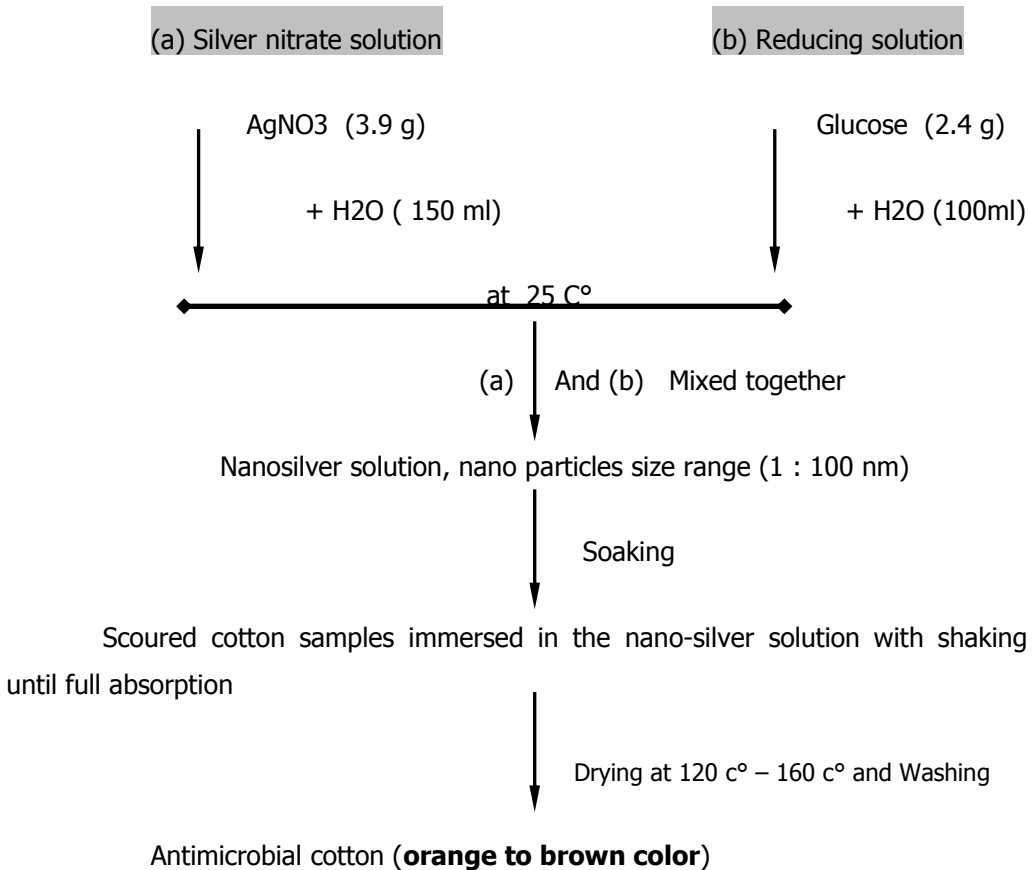 (a) Silver nitrate solution (b) Reducing solution
AgNO3 (3.9 g) Glucose (2.4 g)
+ H2O ( 150 ml) + H2O (100ml)
at 25 C°
(a) And (b) Mixed together
Nanosilver solution, nano particles size range (1 : 100 nm)
Soaking
Scoured cotton samples immersed in the nano-silver solution with shaking
until full absorption
Drying at 120 c° – 160 c° and Washing
Antimicrobial cotton (orange to brown color)